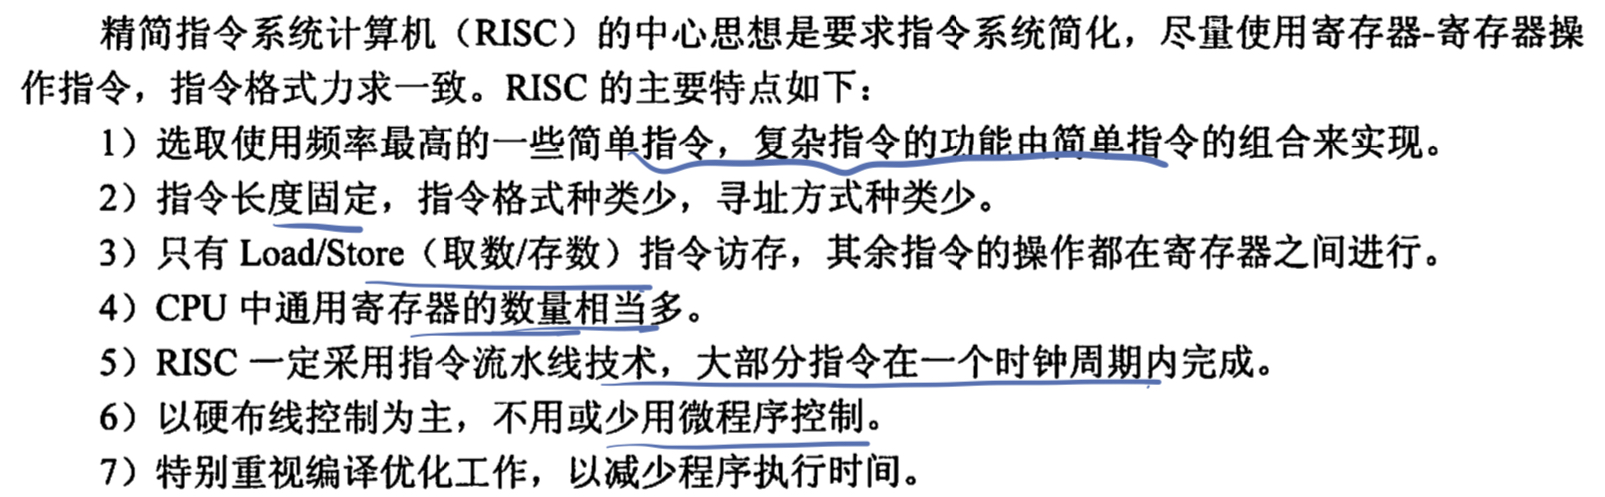 精简指令系统计算机（RISC）的中心思想是要求指令系统简化，尽量使用寄存器-寄存器操
作指令，指令格式力求一致。RISC 的主要特点如下：
1）选取使用频率最高的一些简单指令，复杂指令的功能由简单指令的组合来实现。
2）指令长度固定，指令格式种类少，寻址方式种类少。
3）只有 Load/Store（取数/存数）指令访存，其余指令的操作都在寄存器之间进行。
4）CPU 中通用寄存器的数量相当多。
5）RISC 一定采用指令流水线技术，大部分指令在一个时钟周期内完成。
6）以硬布线控制为主，不用或少用微程序控制。
7）特别重视编译优化工作，以减少程序执行时间。